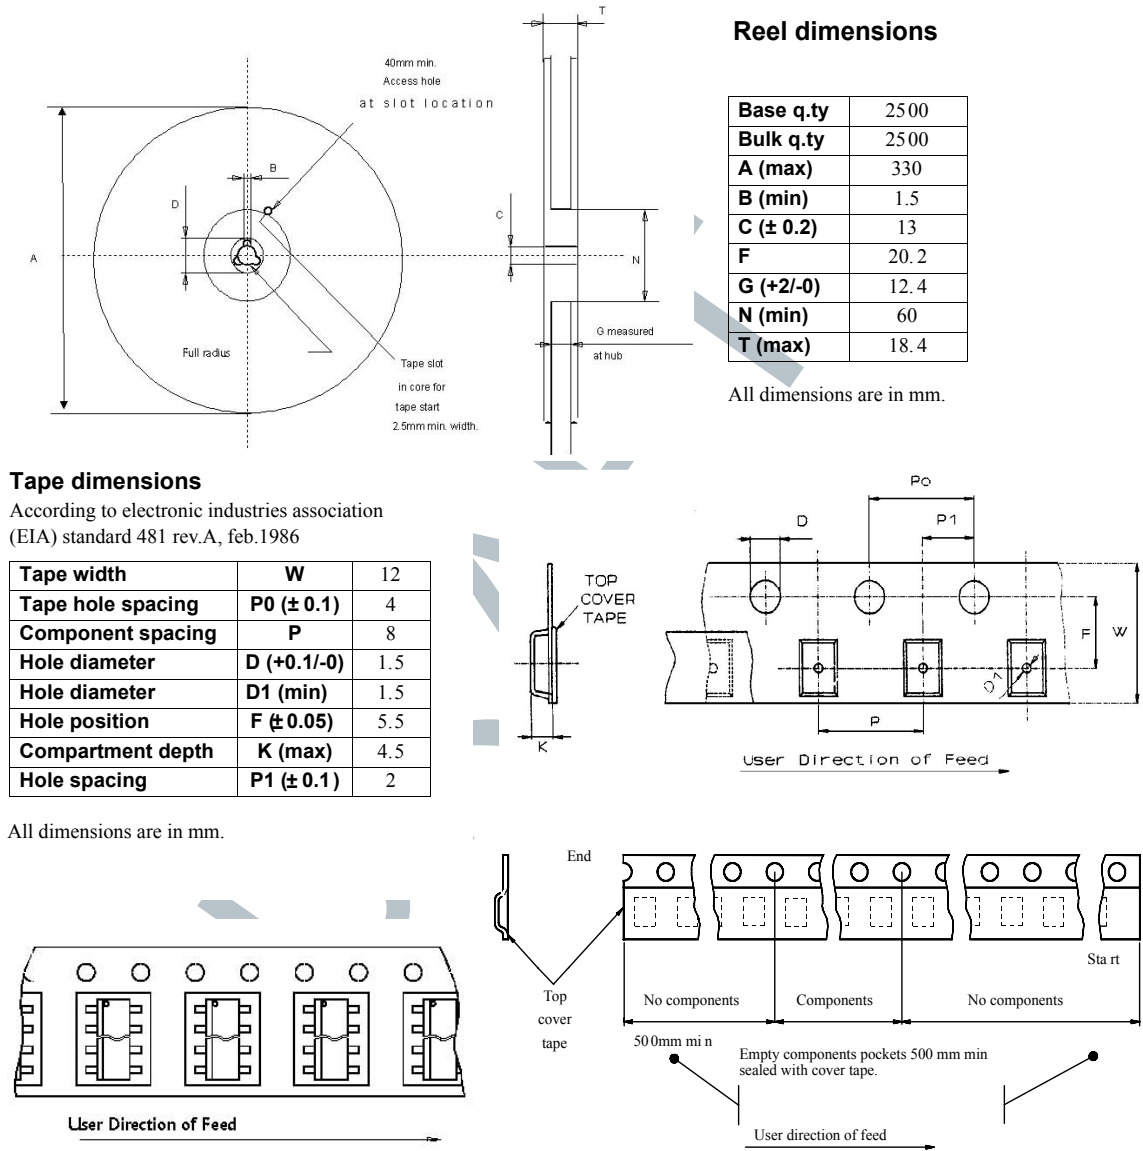 T
40mm min.
Access hole
at slot location
B
D
C
A
N
G measured
at hub
Full radius
Tape slot
in core for
tape start
2.5mm min. width.
Reel dimensions
Base q.ty 2500
Bulk q.ty 2500
A (max) 330
B (min) 1.5
C (± 0.2) 13
F 20.2
G (+2/-0) 12.4
N (min) 60
T (max) 18.4
All dimensions are in mm.
Tape dimensions
According to electronic industries association
(EIA) standard 481 rev.A, feb.1986
Tape width W 12
Tape hole spacing P0 (± 0.1) 4
Component spacing P 8
Hole diameter D (+0.1/-0) 1.5
Hole diameter D1 (min) 1.5
Hole position F (± 0.05) 5.5
Compartment depth K (max) 4.5
Hole spacing P1 (± 0.1) 2
All dimensions are in mm.
Po
D
P1
TOP
COVER
TAPE
F
W
D1
P
K
User Direction of Feed
End
Start
Top
cover
tape
No components
Components
No components
500mm min
Empty components pockets 500 mm min
sealed with cover tape.
User direction of feed
User Direction of Feed